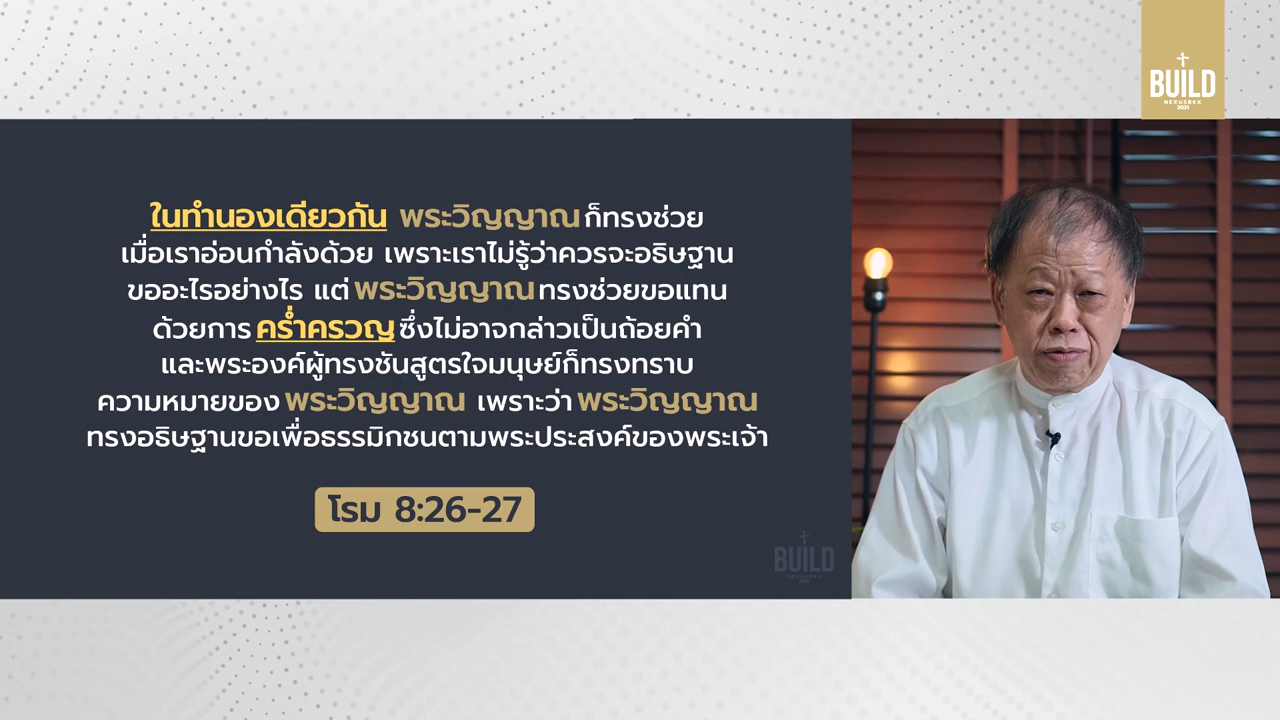 BUILD
NEXUSBKK
2021
ในทำนองเดียวกัน พระวิญญาณก็ทรงช่วย
เมื่อเราอ่อนกำลังด้วย เพราะเราไม่รู้ว่าควรจะอธิษฐาน
ขออะไรอย่างไร แต่พระวิญญาณทรงช่วยขอแทน
ด้วยการคร่ำครวญซึ่งไม่อาจกล่าวเป็นถ้อยคำ
และพระองค์ผู้ทรงชันสูตรใจมนุษย์ก็ทรงทราบ
ความหมายของพระวิญญาณ เพราะว่าพระวิญญาณ
ทรงอธิษฐานขอเพื่อธรรมิกชนตามพระประสงค์ของพระเจ้า
โรม 8:26-27
BUILD
NEXUSBKK
2021